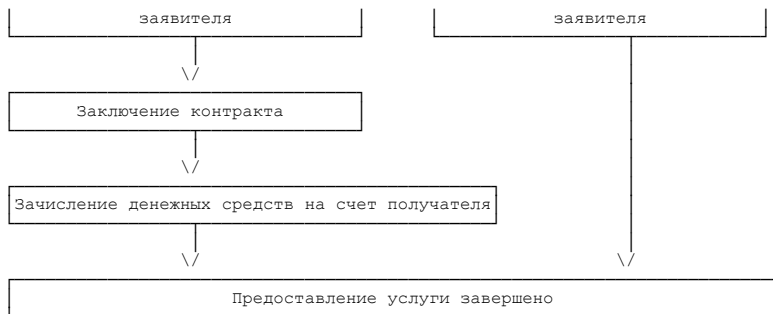 заявителя заявителя
Заключение контракта
Зачисление денежных средств на счет получателя
Предоставление услуги завершено